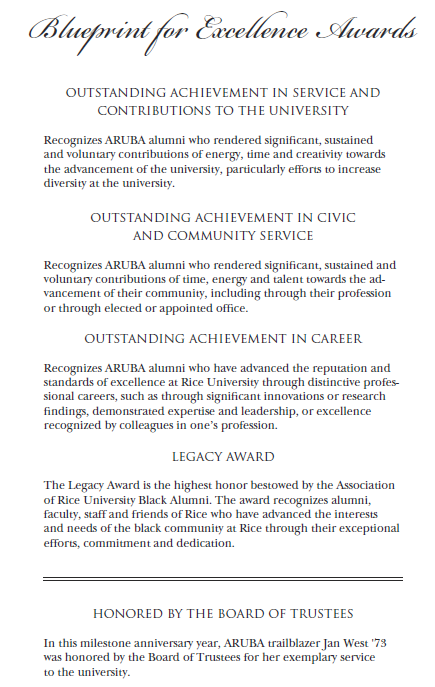 Blueprint for Excellence Awards
OUTSTANDING ACHIEVEMENT IN SERVICE AND
CONTRIBUTIONS TO THE UNIVERSITY
Recognizes ARUBA alumni who rendered significant, sustained
and voluntary contributions of energy, time and creativity towards
the advancement of the university, particularly efforts to increase
diversity at the university.
OUTSTANDING ACHIEVEMENT IN CIVIC
AND COMMUNITY SERVICE
Recognizes ARUBA alumni who rendered significant, sustained and
voluntary contributions of time, energy and talent towards the ad-
vancement of their community, including through their profession
or through elected or appointed office.
OUTSTANDING ACHIEVEMENT IN CAREER
Recognizes ARUBA alumni who have advanced the reputation and
standards of excellence at Rice University through distinctive profes-
sional careers, such as through significant innovations or research
findings, demonstrated expertise and leadership, or excellence
recognized by colleagues in one's profession.
LEGACY AWARD
The Legacy Award is the highest honor bestowed by the Association
of Rice University Black Alumni. The award recognizes alumni,
faculty, staff and friends of Rice who have advanced the interests
and needs of the black community at Rice through their exceptional
efforts, commitment and dedication.
HONORED BY THE BOARD OF TRUSTEES
In this milestone anniversary year, ARUBA trailblazer Jan West '73
was honored by the Board of Trustees for her exemplary service
to the university.